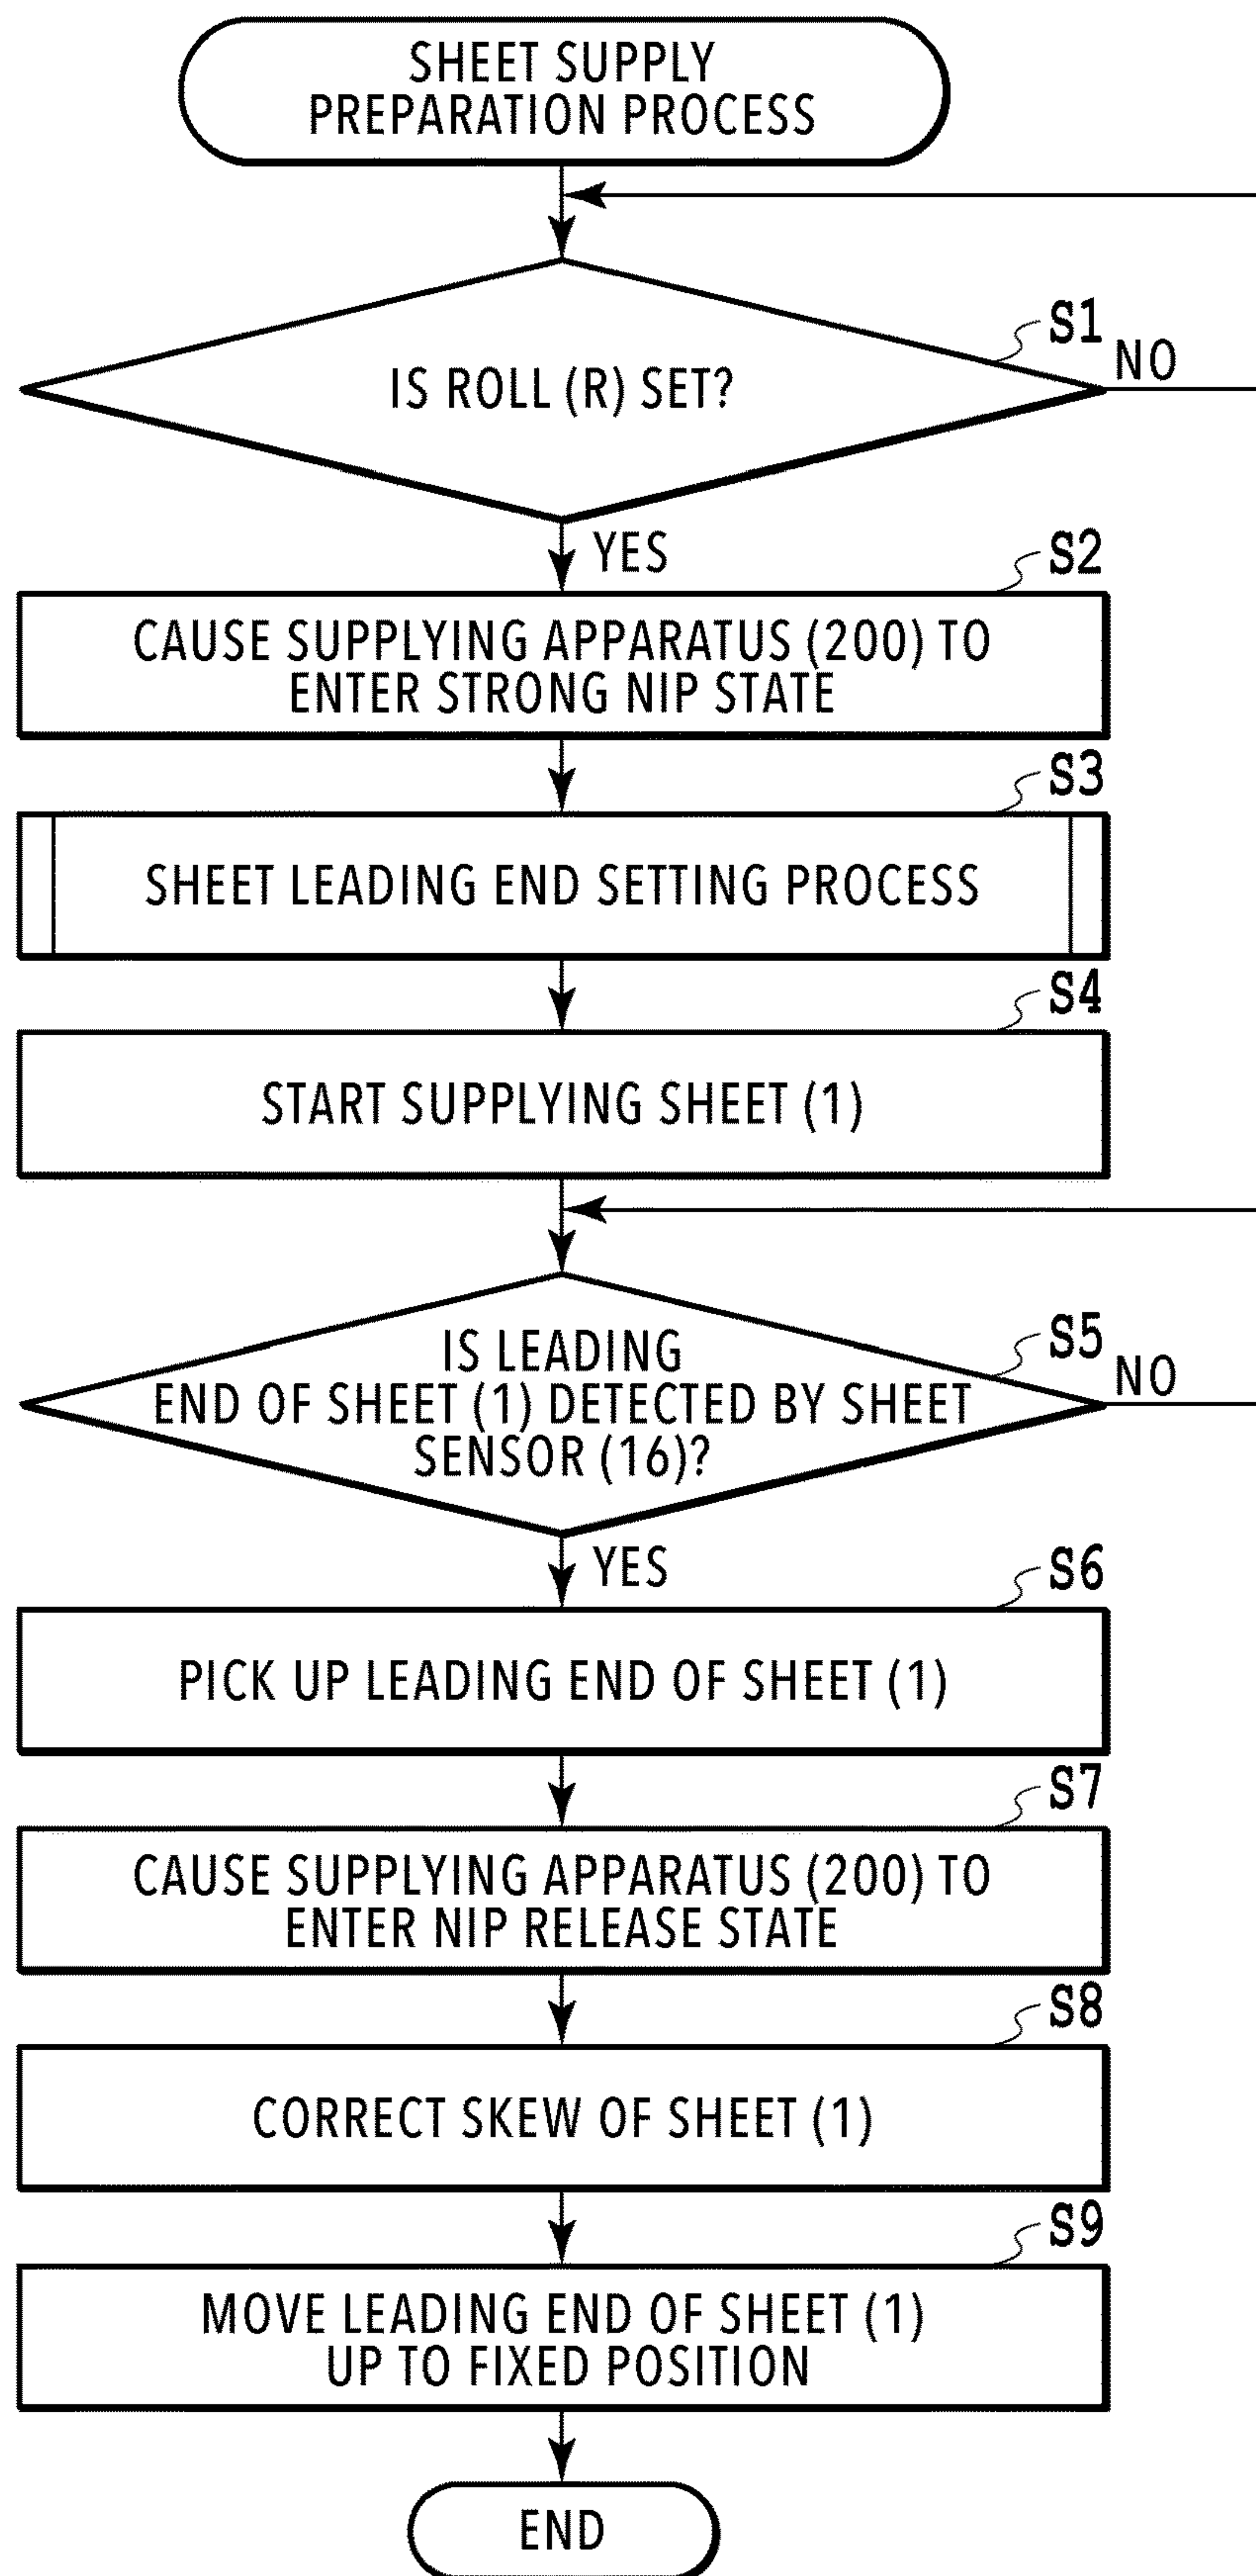 SHEET SUPPLY
PREPARATION PROCESS
S1
IS ROLL (R) SET?
NO
YES
S2
CAUSE SUPPLYING APPARATUS (200) TO
ENTER STRONG NIP STATE
S3
SHEET LEADING END SETTING PROCESS
S4
START SUPPLYING SHEET (1)
S5
IS LEADING
END OF SHEET (1) DETECTED BY SHEET
SENSOR (16)?
NO
YES
S6
PICK UP LEADING END OF SHEET (1)
S7
CAUSE SUPPLYING APPARATUS (200) TO
ENTER NIP RELEASE STATE
S8
CORRECT SKEW OF SHEET (1)
S9
MOVE LEADING END OF SHEET (1)
UP TO FIXED POSITION
END